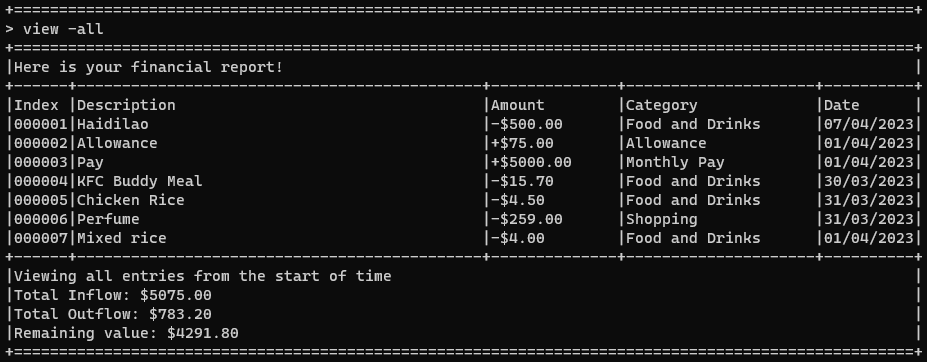 +====================================================================================================+
> view -all
+====================================================================================================+
|Here is your financial report!                                                                      |
+------+---------------------------------------------+--------------+---------------------+----------+
|Index |Description                                  |Amount        |Category             |Date      |
|000001|Haidilao                                     |-$500.00      |Food and Drinks      |07/04/2023|
|000002|Allowance                                    |+$75.00       |Allowance            |01/04/2023|
|000003|Pay                                          |+$5000.00     |Monthly Pay          |01/04/2023|
|000004|KFC Buddy Meal                               |-$15.70       |Food and Drinks      |30/03/2023|
|000005|Chicken Rice                                 |-$4.50        |Food and Drinks      |31/03/2023|
|000006|Perfume                                      |-$259.00      |Shopping             |31/03/2023|
|000007|Mixed rice                                   |-$4.00        |Food and Drinks      |01/04/2023|
+------+---------------------------------------------+--------------+---------------------+----------+
|Viewing all entries from the start of time                                                          |
|Total Inflow: $5075.00                                                                              |
|Total Outflow: $783.20                                                                              |
|Remaining value: $4291.80                                                                           |
+====================================================================================================+